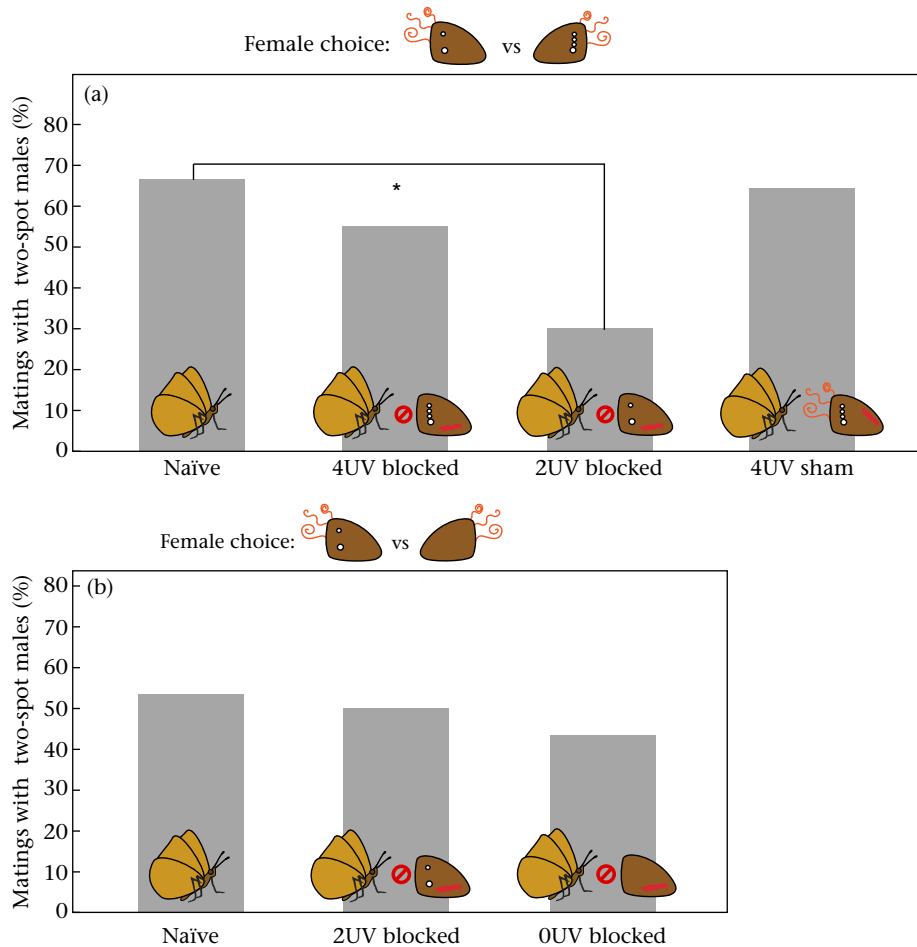 Female choice: vs
(a)
Matings with two-spot males (%)
80
70
60
50
40
30
20
10
0
*
Naïve 4UV blocked 2UV blocked 4UV sham
Female choice: vs
(b)
Matings with two-spot males (%)
80
70
60
50
40
30
20
10
0
Naïve 2UV blocked 0UV blocked